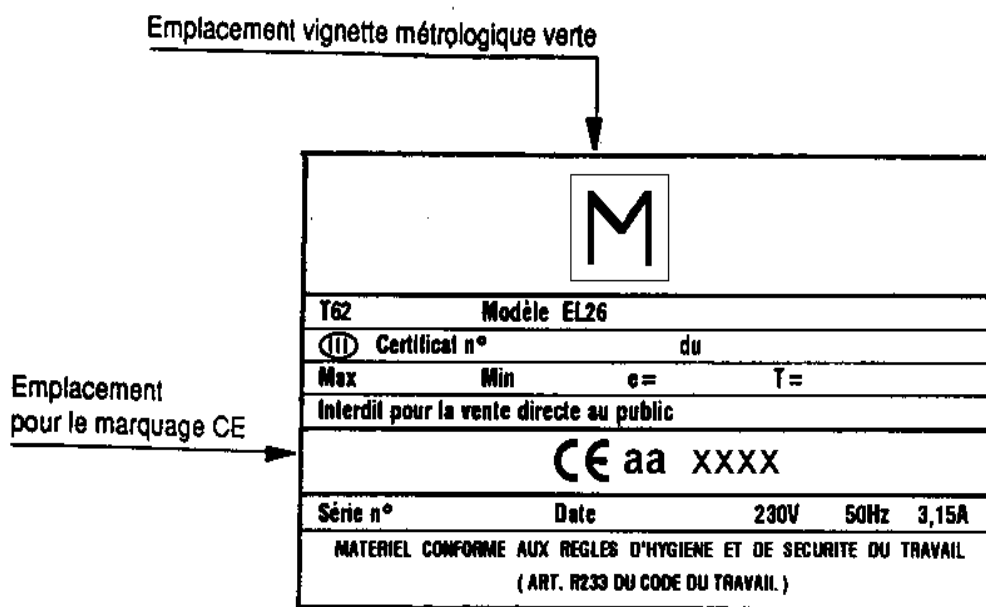 Emplacement vignette métrologique verte
M
T62 Modèle EL26
III Certificat n° du
Max Min e= T=
Interdit pour la vente directe au public
Emplacement
pour le marquage CE
CE aa xxxx
Série n° Date 230V 50Hz 3,15A
MATERIEL CONFORME AUX REGLES D'HYGIENE ET DE SECURITE DU TRAVAIL
( ART. R233 DU CODE DU TRAVAIL )